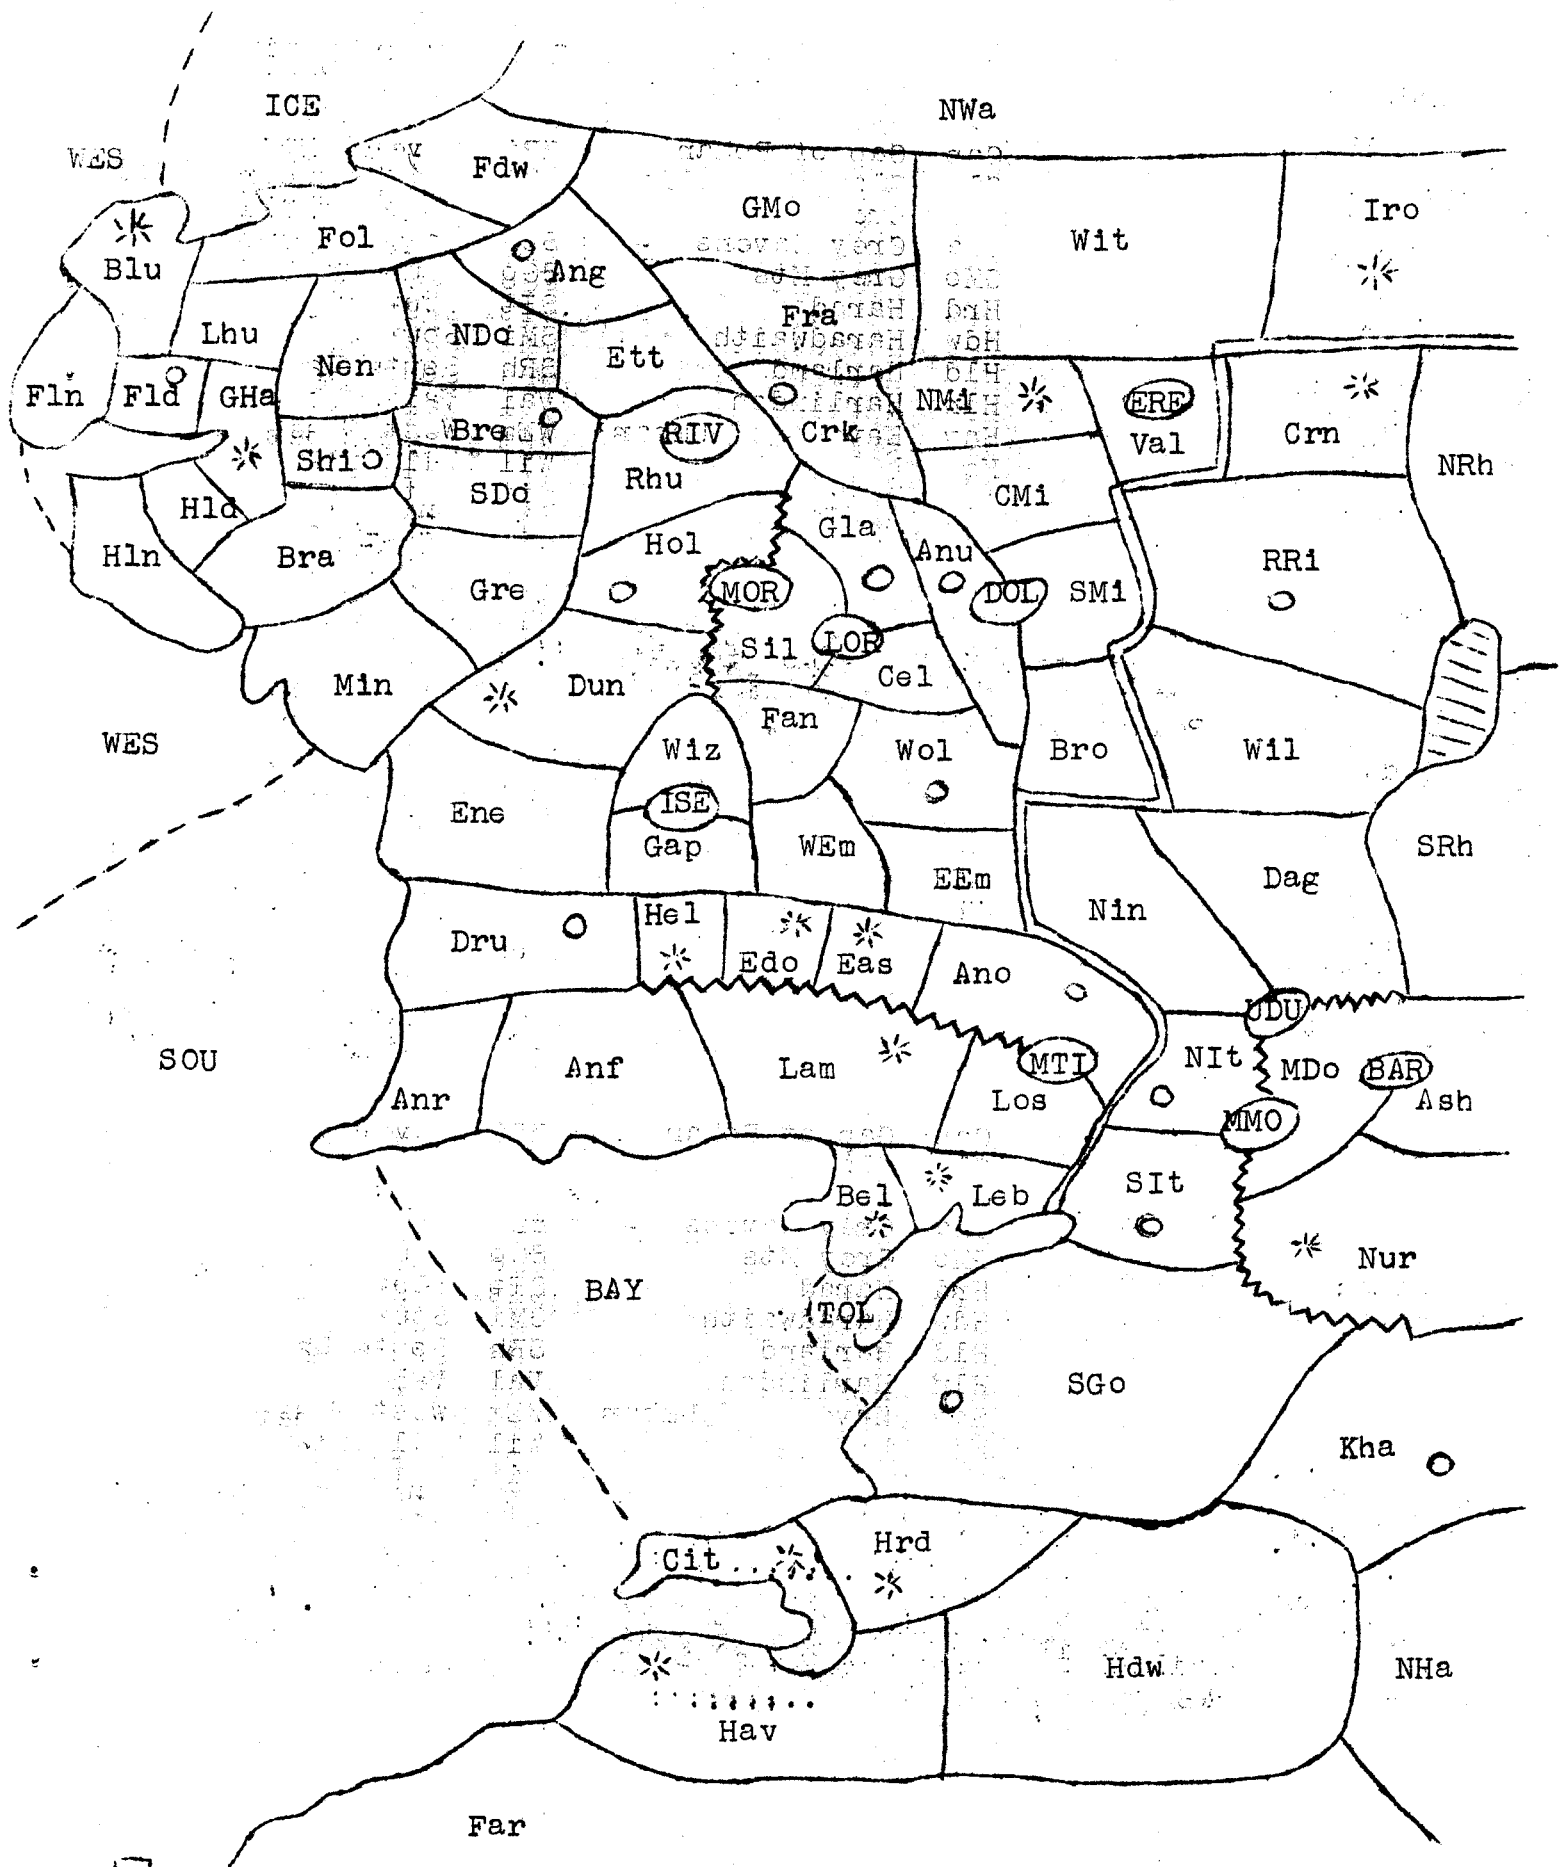 ICE
NWa
WES
Fdw
GMo
Iro
Fol
Wit
Blu
Ang
Fra
Lhu
NDo
Ett
Nen
Fln
Fld
GHa
NMi
ERE
Bre
RIV
Crk
Val
Crn
Shi
Rhu
NRh
SDo
CMi
Hld
Gla
Hln
Bra
Hol
Anu
RRi
Gre
MOR
DOL
SMi
Sil
LOR
Min
Dun
Cel
Fan
WES
Wiz
Wol
Bro
Wil
Ene
ISE
Gap
WEm
SRh
EEm
Dag
Hel
Nin
Dru
Edo
Eas
Ano
UDU
SOU
Anf
Lam
MTI
NIt
MDo
BAR
Anr
Los
Ash
MMO
Bel
Leb
SIt
Nur
BAY
TOL
SGo
Kha
Hrd
Cit
Hdw
NHa
Hav
Far